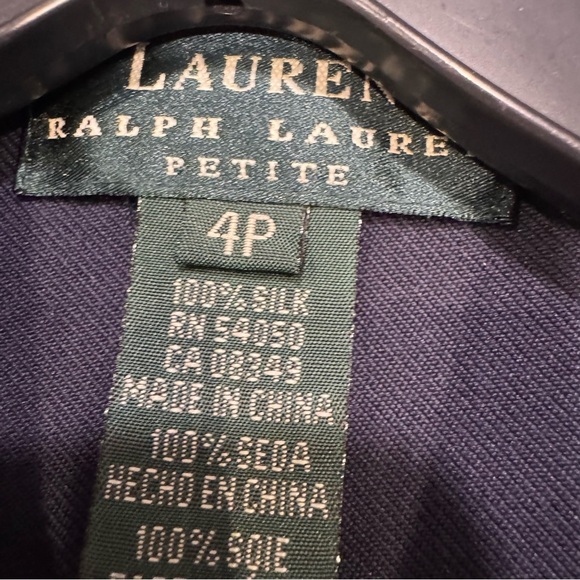 LAUREN
RALPH LAUREN
PETITE
4P
100% SILK
RN 54050
CA 08249
MADE IN CHINA
100% SEDA
HECHO EN CHINA
100% SOIE